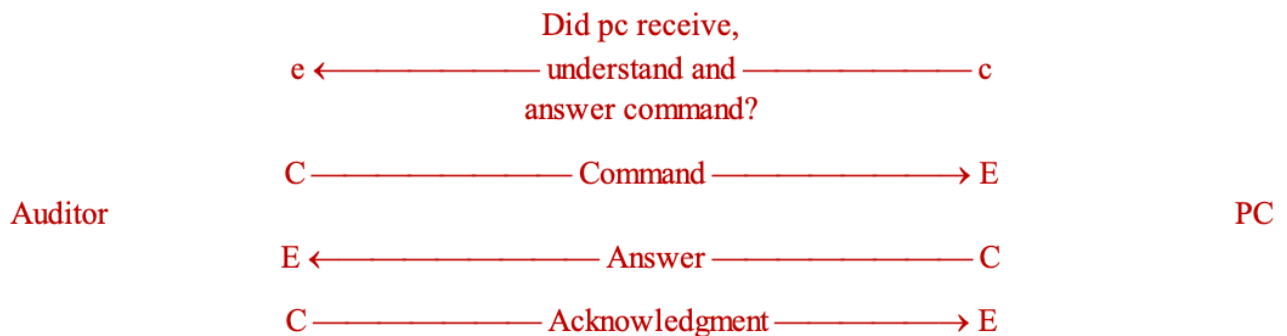 Did pc receive,
e ← understand and c
answer command?
C Command → E
Auditor PC
E ← Answer C
C Acknowledgment → E